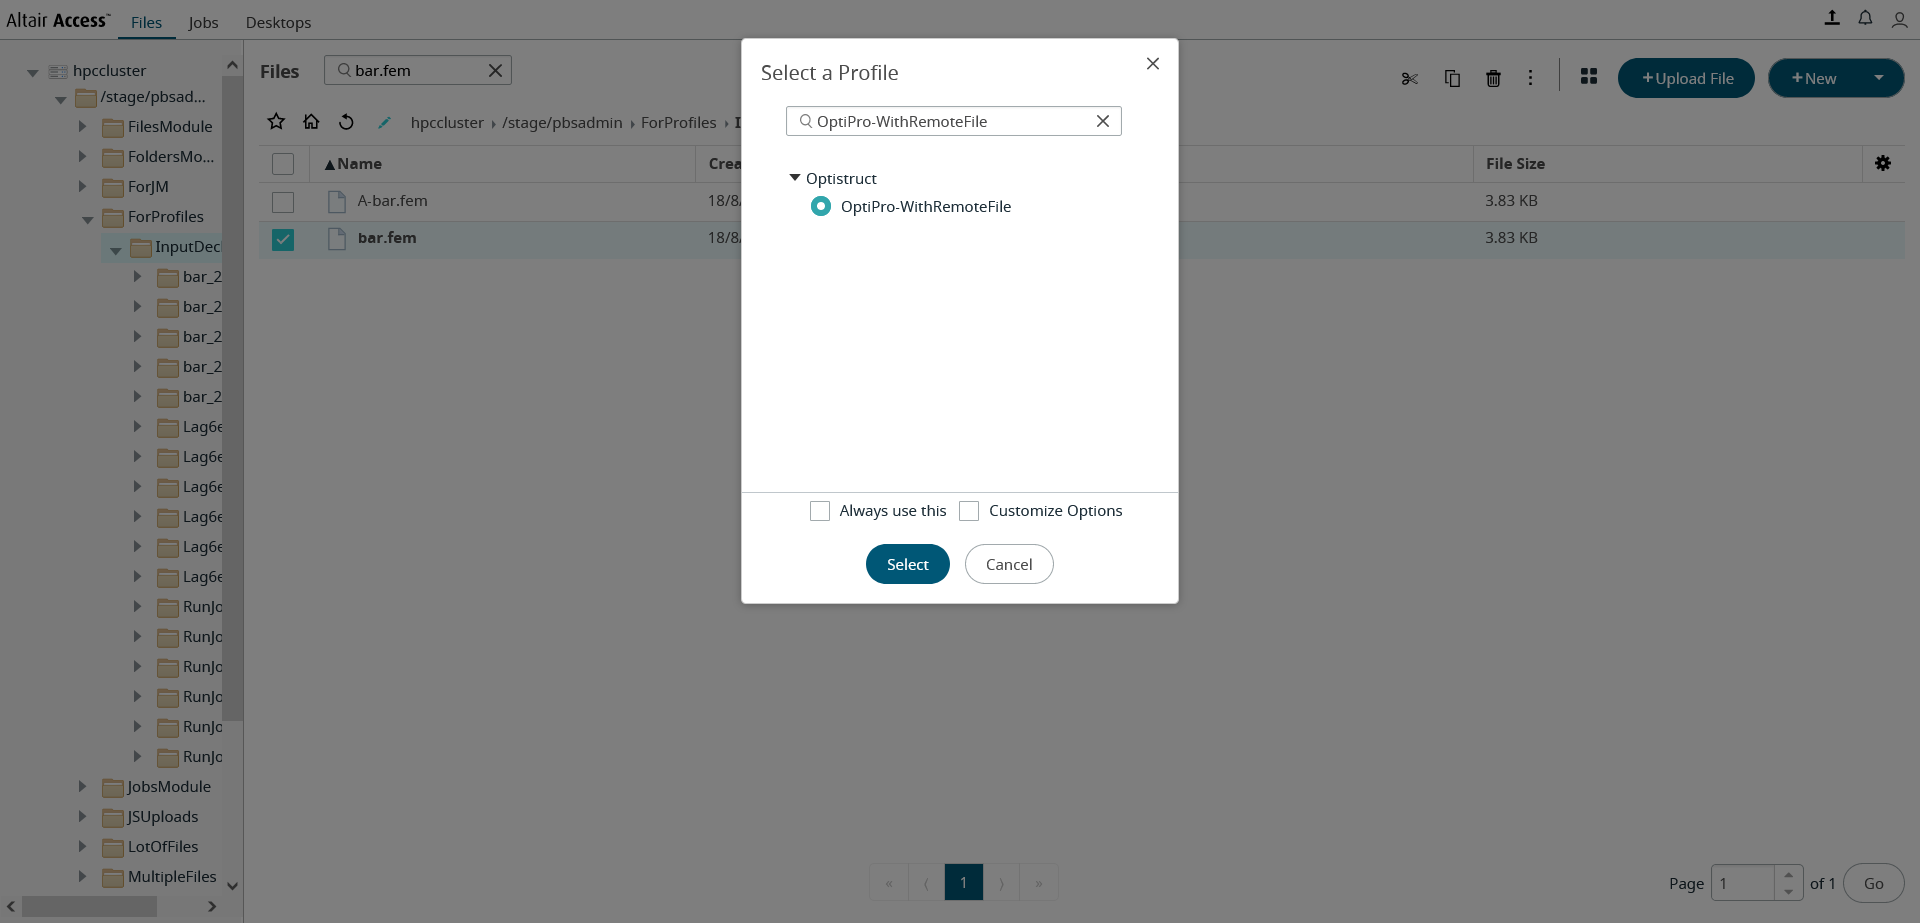 Altair Access™ Files Jobs Desktops
hpccluster
/stage/pbsad...
FilesModule
FoldersMo...
ForJM
ForProfiles
InputDec
bar_2
bar_2
bar_2
bar_2
bar_2
Lag6e
Lag6e
Lag6e
Lag6e
Lag6e
Lag6e
RunJo
RunJo
RunJo
RunJo
RunJo
RunJo
JobsModule
JSUploads
LotOfFiles
MultipleFiles
Files bar.fem
+Upload File +New
hpccluster › /stage/pbsadmin › ForProfiles › I
▲Name Crea File Size
A-bar.fem 18/8/ 3.83 KB
bar.fem 18/8/ 3.83 KB
Select a Profile
OptiPro-WithRemoteFile
Optistruct
OptiPro-WithRemoteFile
Always use this Customize Options
Select Cancel
« ⟨ 1 ⟩ » Page 1 of 1 Go